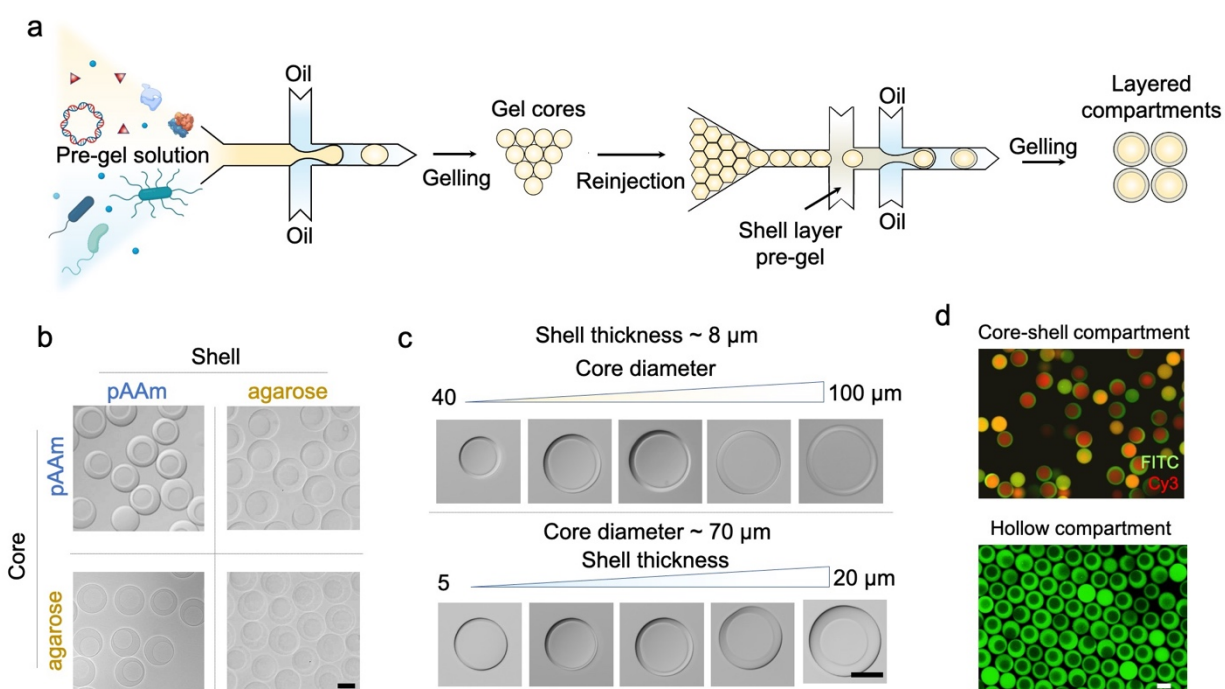 a
Oil
Oil
Pre-gel solution
Gelling
Gel cores
Reinjection
Shell layer
pre-gel
Oil
Oil
Gelling
Layered
compartments
b
Shell
pAAm
agarose
Core
pAAm
agarose
c
Shell thickness ~ 8 µm
Core diameter
40
100 µm
Core diameter ~ 70 µm
Shell thickness
5
20 µm
d
Core-shell compartment
FITC
Cy3
Hollow compartment